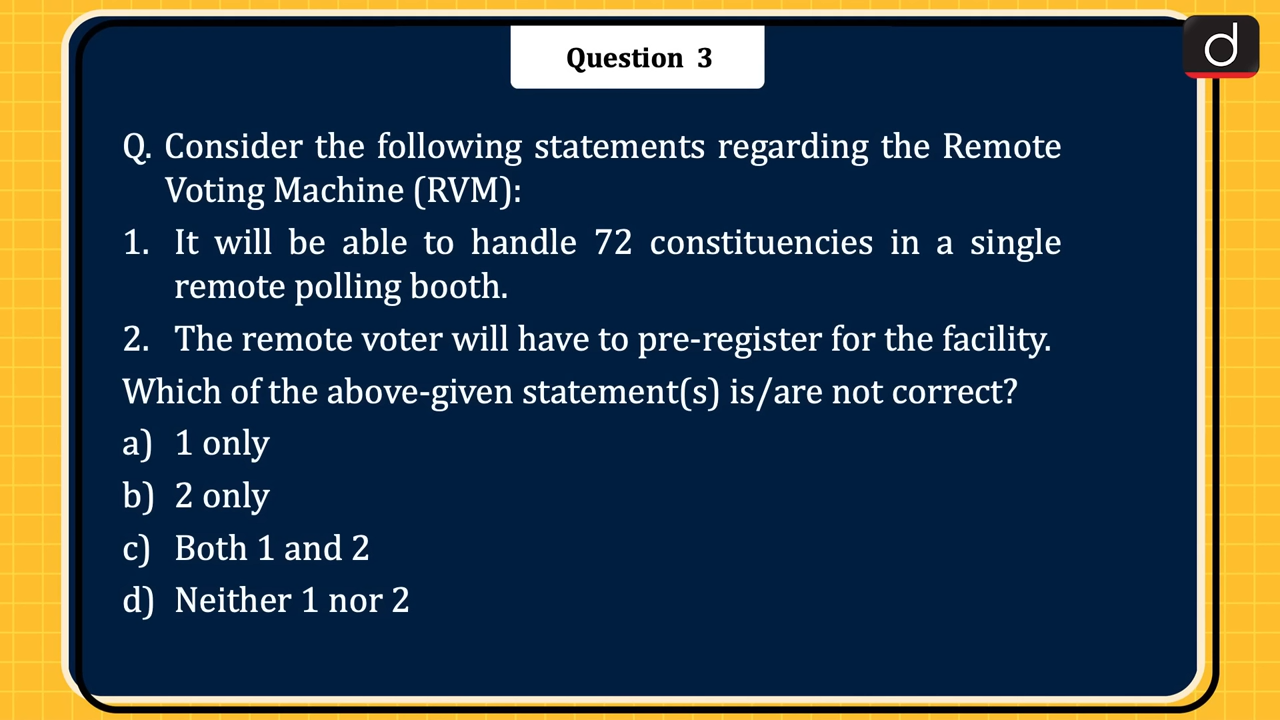 Question 3
d
Q. Consider the following statements regarding the Remote
Voting Machine (RVM):
1. It will be able to handle 72 constituencies in a single
remote polling booth.
2. The remote voter will have to pre-register for the facility.
Which of the above-given statement(s) is/are not correct?
a) 1 only
b) 2 only
c) Both 1 and 2
d) Neither 1 nor 2